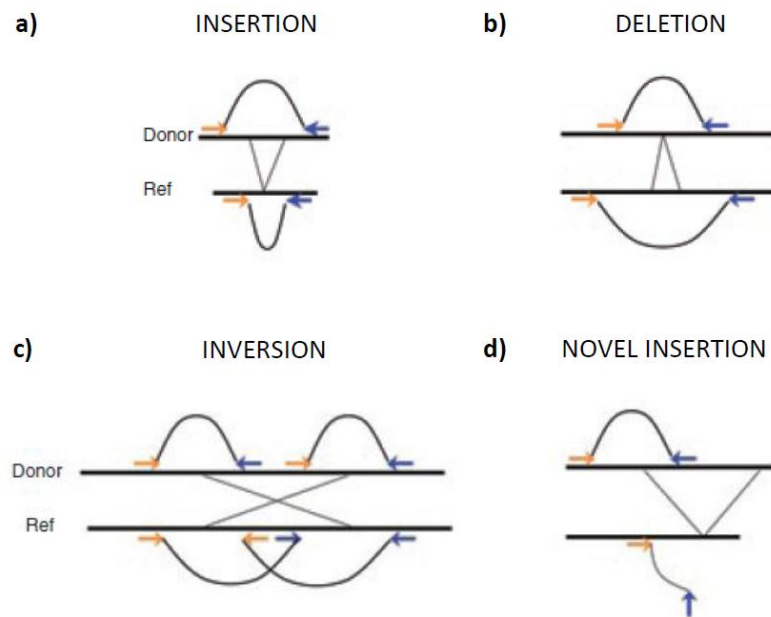 a) INSERTION
b) DELETION
Donor
Ref
c) INVERSION
d) NOVEL INSERTION
Donor
Ref